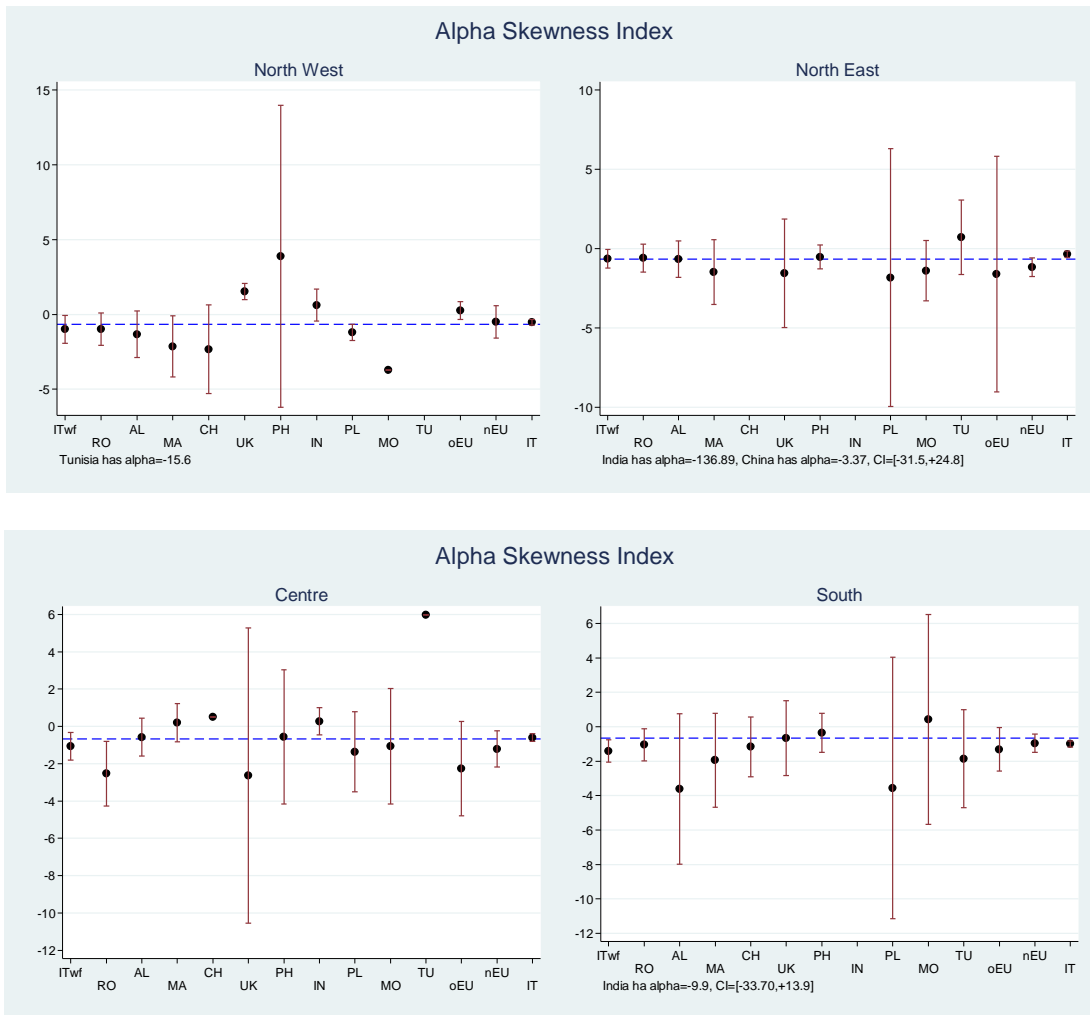 Alpha Skewness Index
North West
15
10
5
0
-5
ITwf AL CH PH PL TU nEU
RO MA UK IN MO oEU IT
Tunisia has alpha=-15.6
North East
10
5
0
-5
-10
ITwf AL CH PH PL TU nEU
RO MA UK IN MO oEU IT
India has alpha=-136.89, China has alpha=-3.37, CI=[-31.5,+24.8]
Alpha Skewness Index
Centre
6
4
2
0
-2
-4
-6
-8
-10
-12
ITwf AL CH PH PL TU nEU
RO MA UK IN MO oEU IT
South
6
4
2
0
-2
-4
-6
-8
-10
-12
ITwf AL CH PH PL TU nEU
RO MA UK IN MO oEU IT
India ha alpha=-9.9, CI=[-33.70,+13.9]